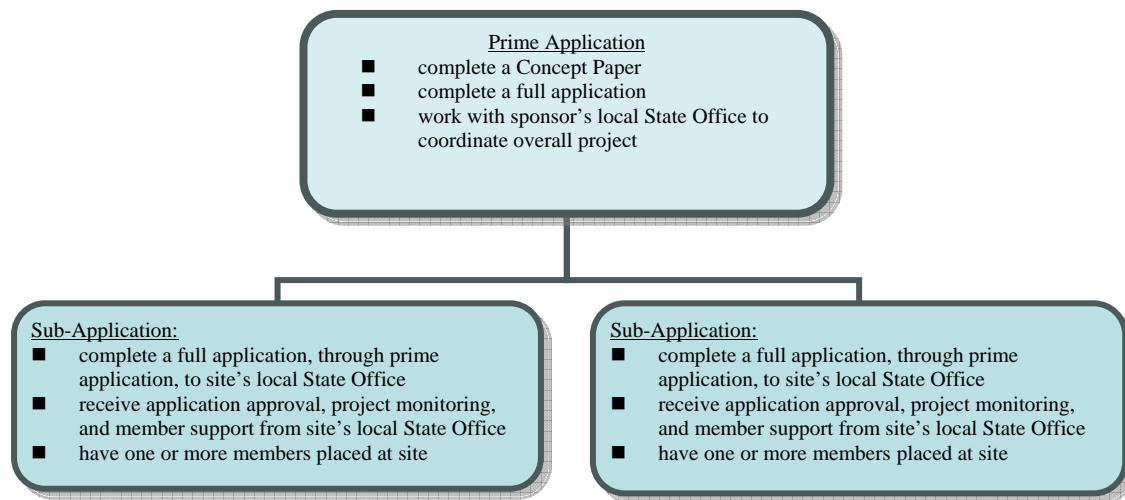 Prime Application
■ complete a Concept Paper
■ complete a full application
■ work with sponsor's local State Office to
coordinate overall project
Sub-Application:
■ complete a full application, through prime
application, to site's local State Office
■ receive application approval, project monitoring,
and member support from site's local State Office
■ have one or more members placed at site
Sub-Application:
■ complete a full application, through prime
application, to site's local State Office
■ receive application approval, project monitoring,
and member support from site's local State Office
■ have one or more members placed at site